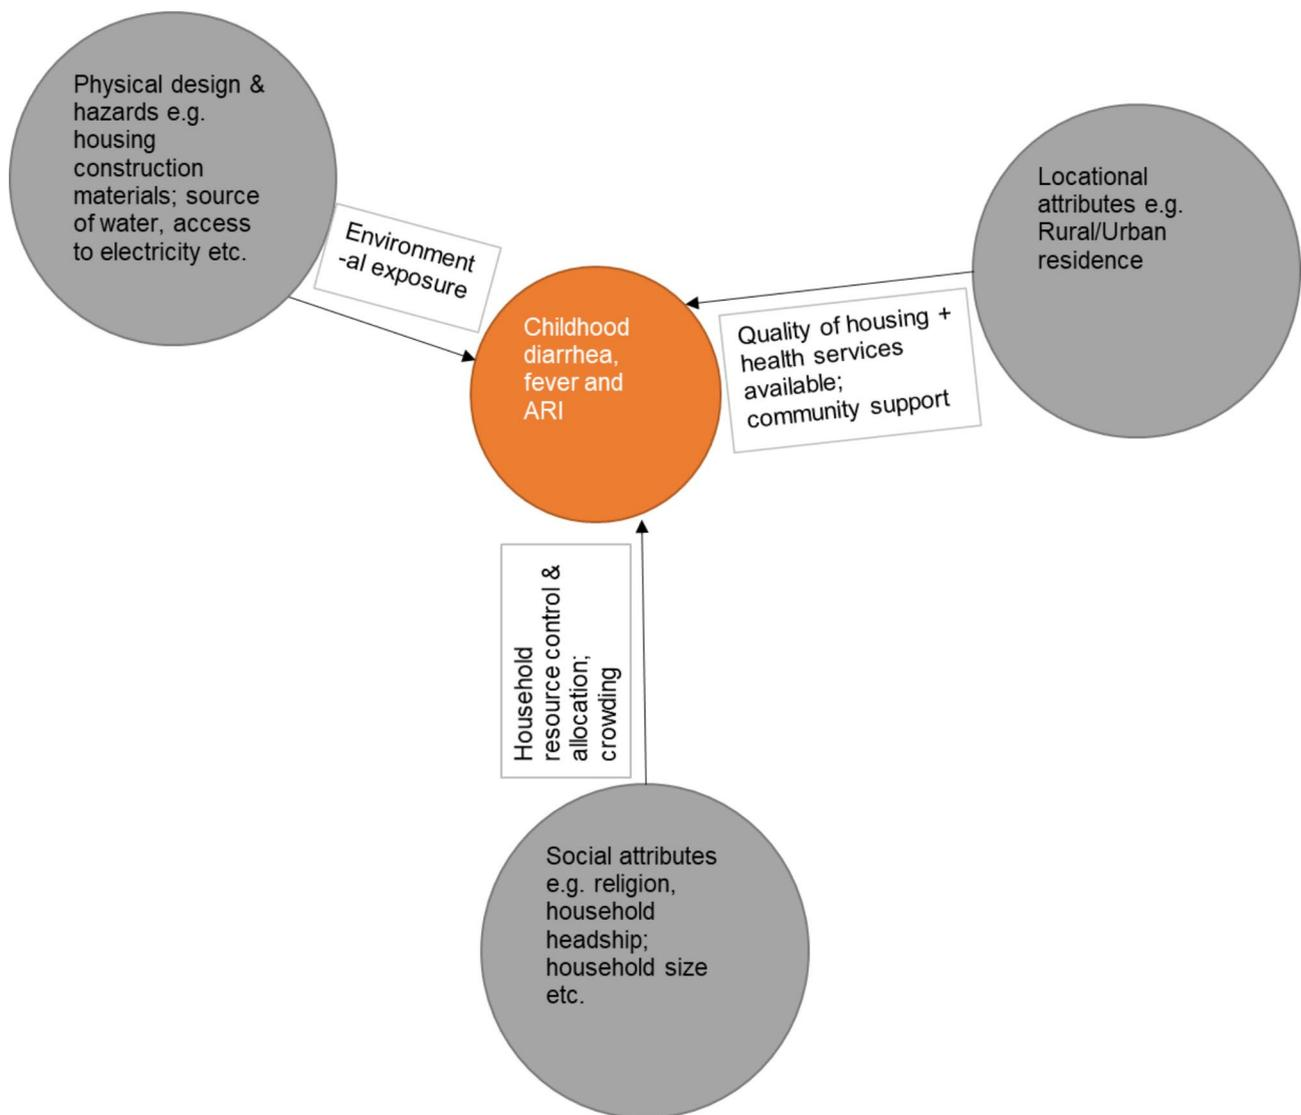 Physical design &
hazards e.g.
housing
construction
materials; source
of water, access
to electricity etc.
Environment
-al exposure
Locational
attributes e.g.
Rural/Urban
residence
Childhood
diarrhea,
fever and
ARI
Quality of housing +
health services
available;
community support
Household
resource control &
allocation;
crowding
Social attributes
e.g. religion,
household
headship;
household size
etc.